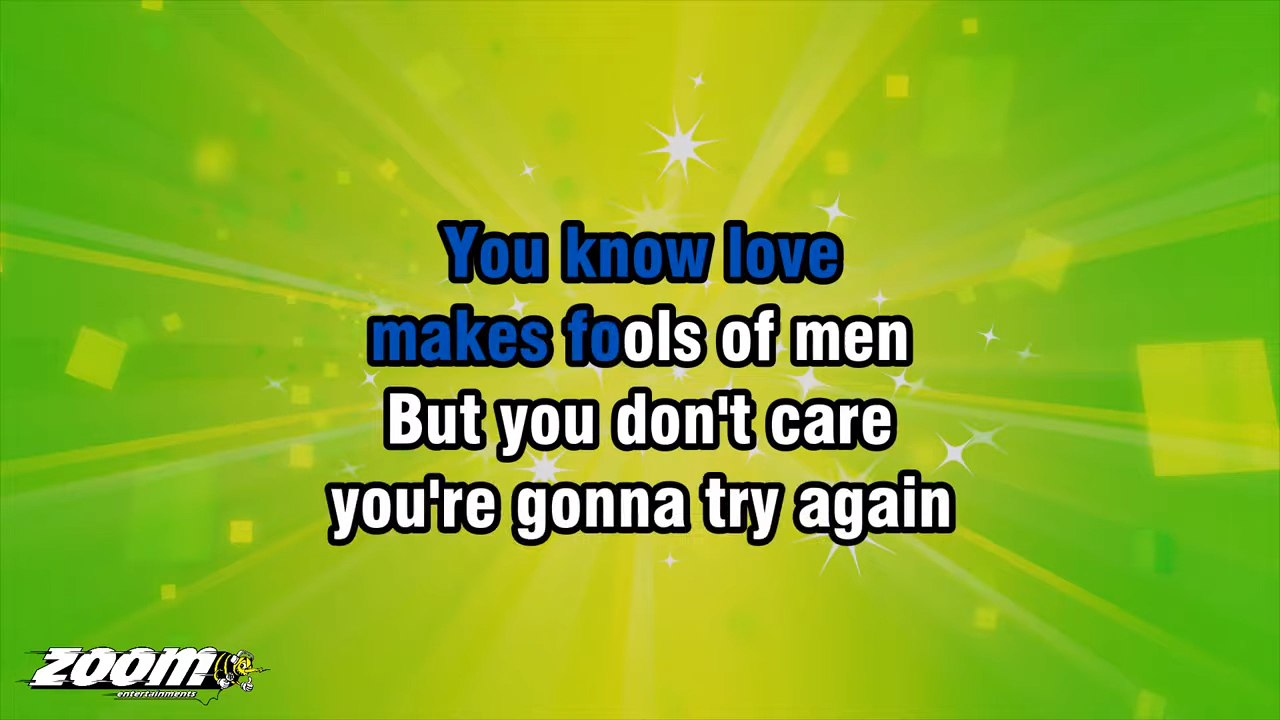 You know love
makes fools of men
But you don't care
you're gonna try again
ZOOM
entertainments